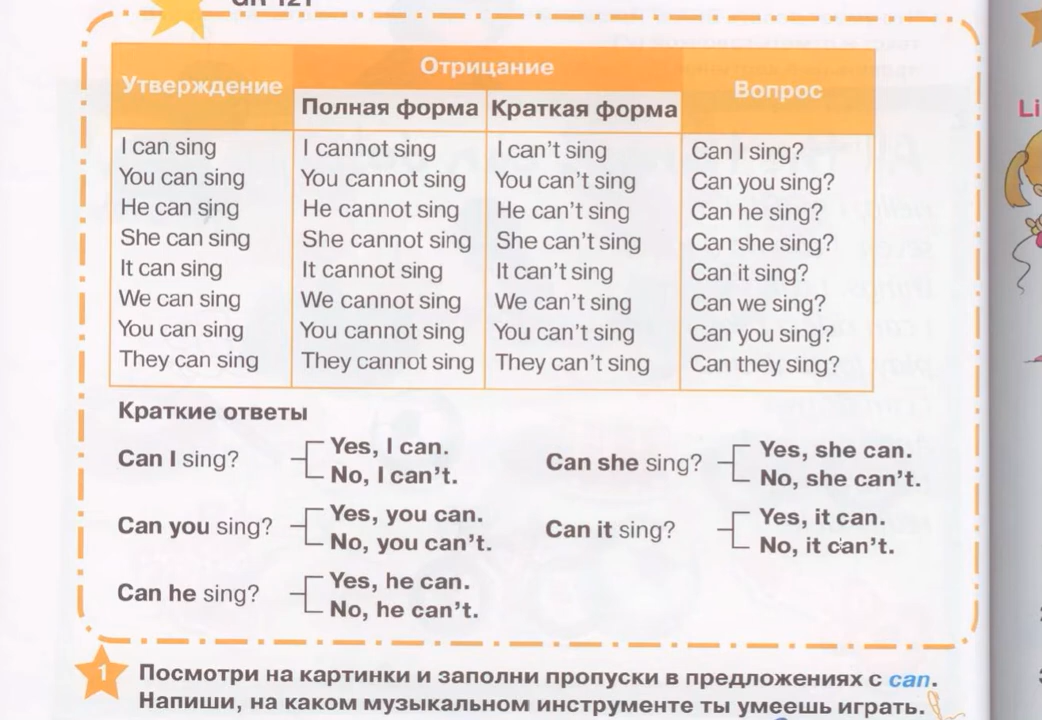 Утверждение Отрицание Вопрос
Полная форма Краткая форма
I can sing I cannot sing I can't sing Can I sing?
You can sing You cannot sing You can't sing Can you sing?
He can sing He cannot sing He can't sing Can he sing?
She can sing She cannot sing She can't sing Can she sing?
It can sing It cannot sing It can't sing Can it sing?
We can sing We cannot sing We can't sing Can we sing?
You can sing You cannot sing You can't sing Can you sing?
They can sing They cannot sing They can't sing Can they sing?
Краткие ответы
Can I sing? Yes, I can.
No, I can't.
Can she sing? Yes, she can.
No, she can't.
Can you sing? Yes, you can.
No, you can't.
Can it sing? Yes, it can.
No, it can't.
Can he sing? Yes, he can.
No, he can't.
1 Посмотри на картинки и заполни пропуски в предложениях с can.
Напиши, на каком музыкальном инструменте ты умеешь играть.
Li